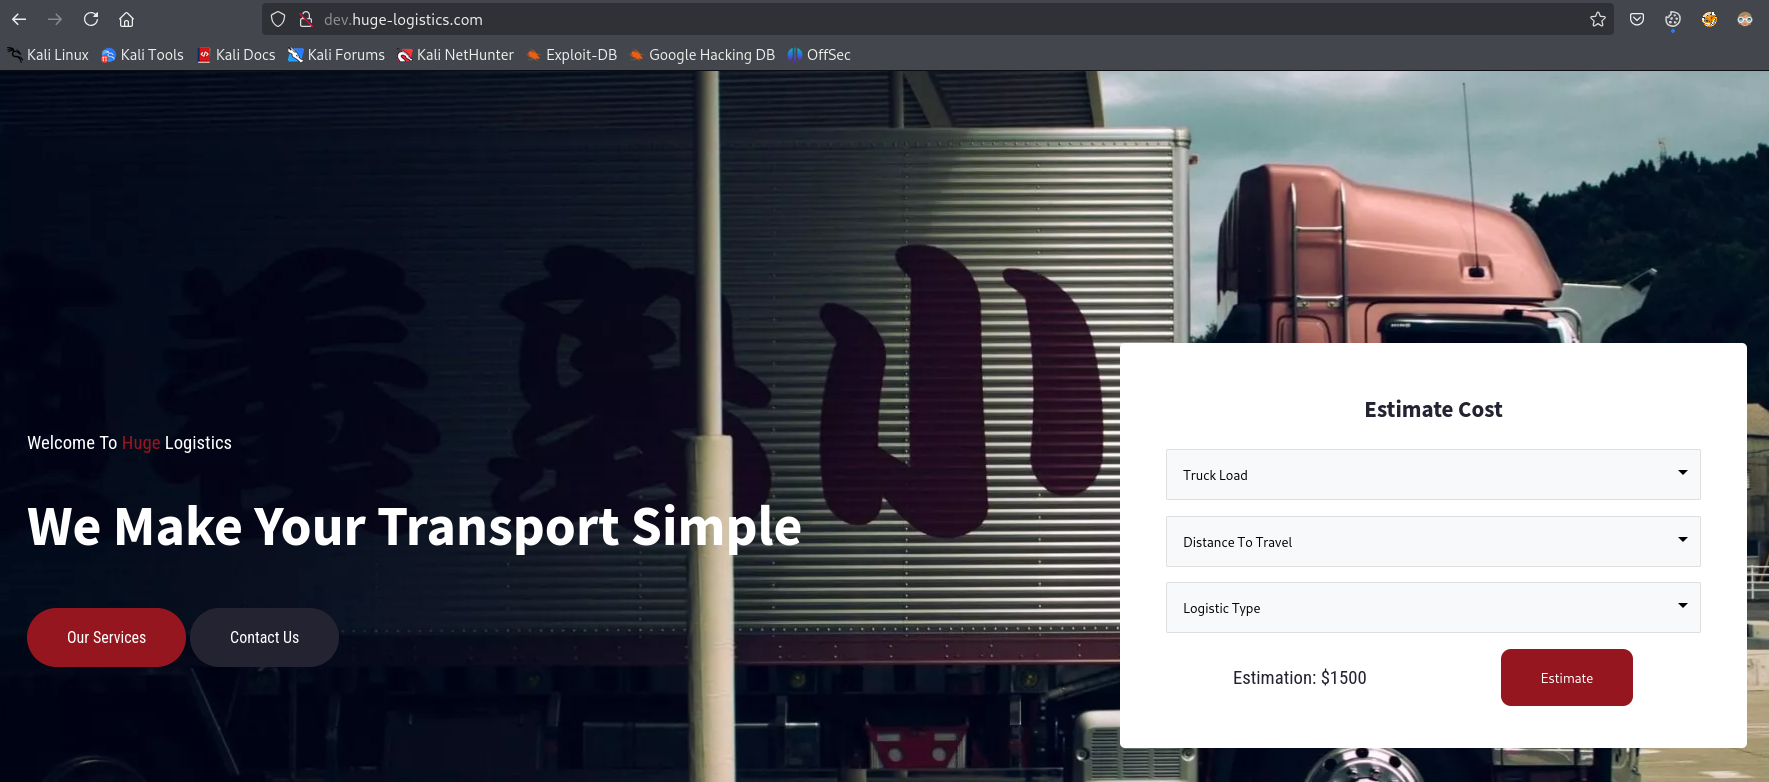 dev.huge-logistics.com
Kali Linux Kali Tools Kali Docs Kali Forums Kali NetHunter Exploit-DB Google Hacking DB OffSec
Welcome To Huge Logistics
We Make Your Transport Simple
Our Services Contact Us
Estimate Cost
Truck Load
Distance To Travel
Logistic Type
Estimation: $1500 Estimate